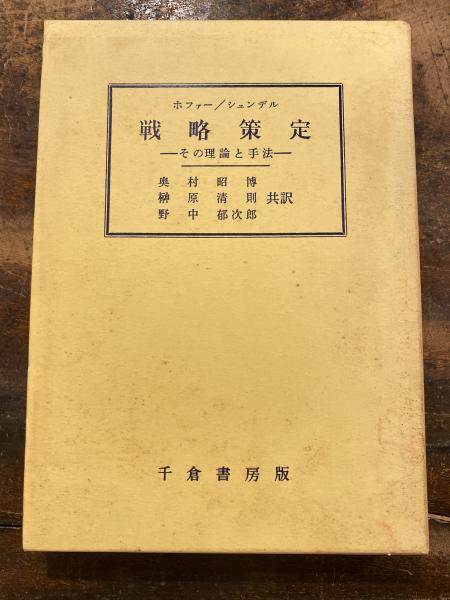 ホファー/シェンデル
戦略策定
―その理論と手法―
奥村昭博
榊原清則 共訳
野中郁次郎
千倉書房版